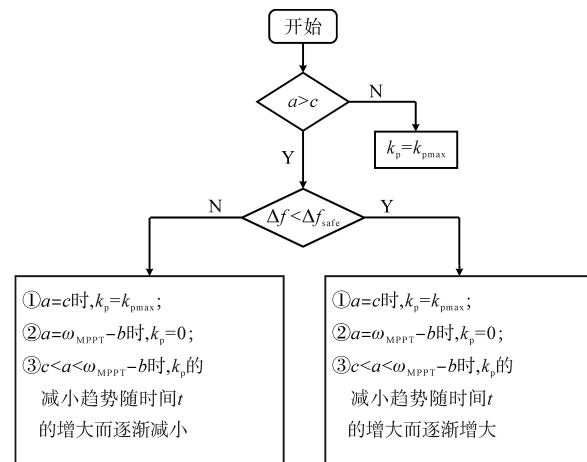 开始
a>c
N
k_p=k_pmax
Y
Δf<Δf_safe
N
Y
①a=c时,k_p=k_pmax;
②a=ω_MPPT−b时,k_p=0;
③c<a<ω_MPPT−b时,k_p的
减小趋势随时间t
的增大而逐渐减小
①a=c时,k_p=k_pmax;
②a=ω_MPPT−b时,k_p=0;
③c<a<ω_MPPT−b时,k_p的
减小趋势随时间t
的增大而逐渐增大